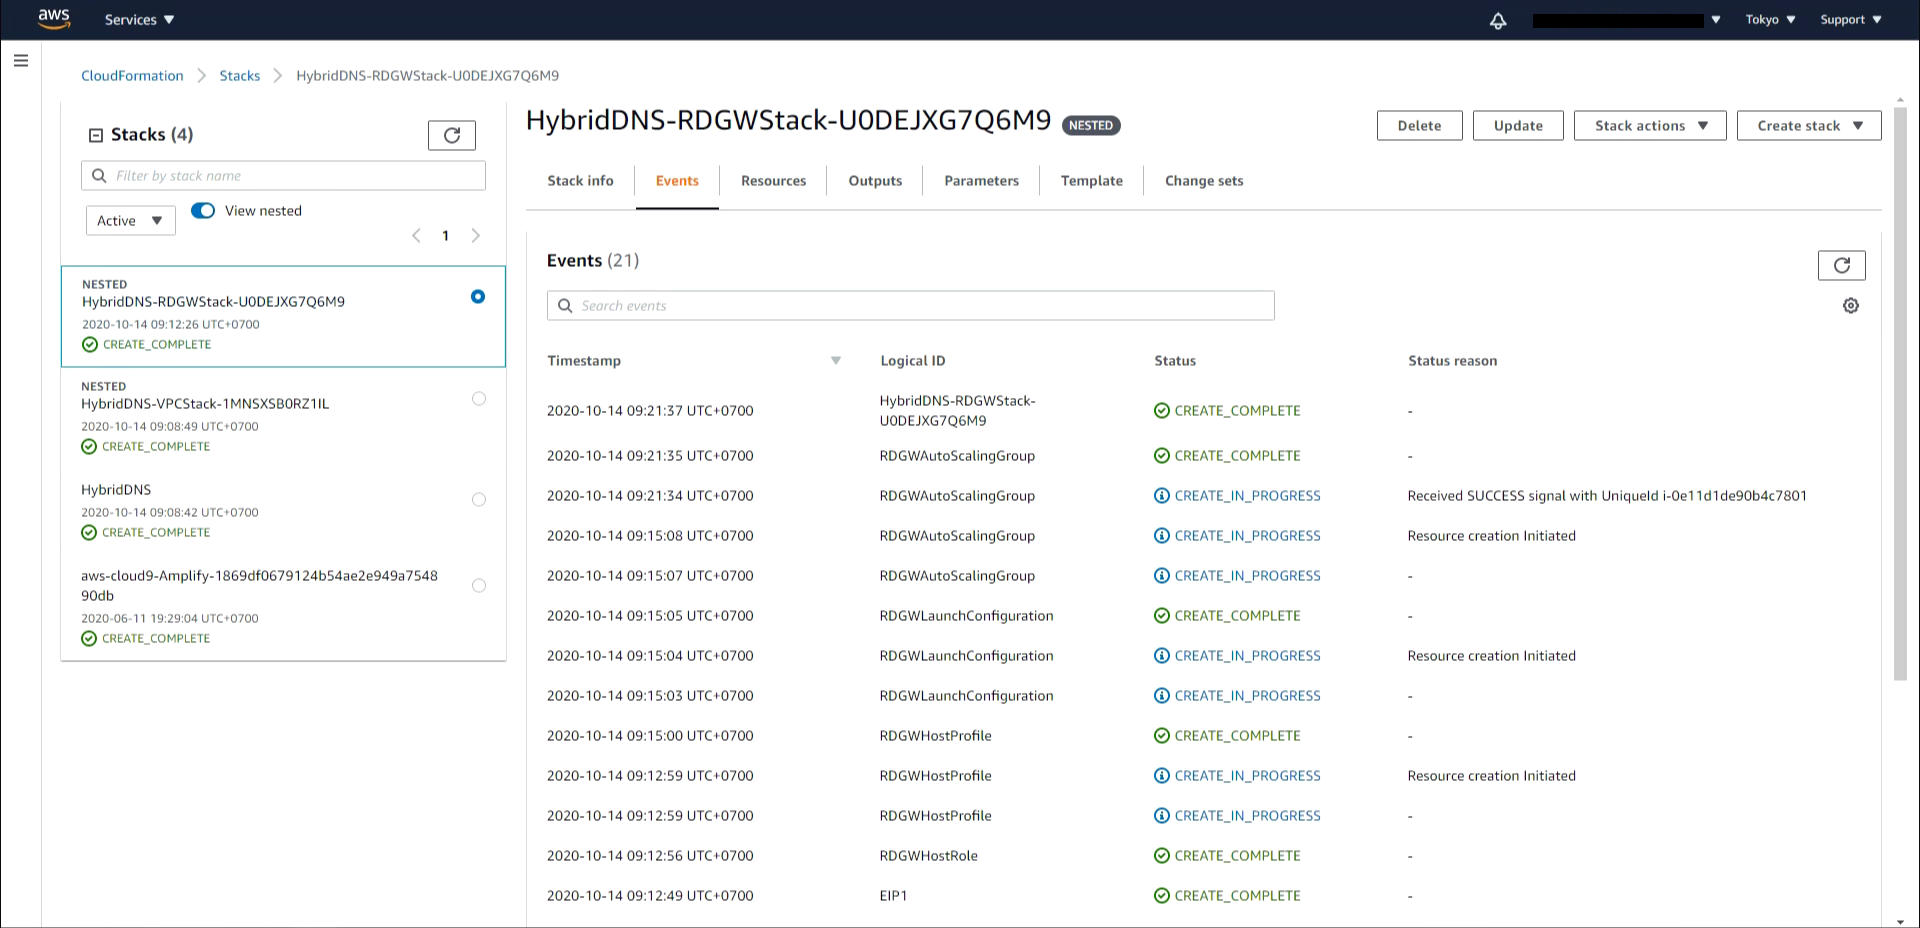 aws Services Tokyo Support
CloudFormation Stacks HybridDNS-RDGWStack-U0DEJXG7Q6M9
Stacks (4)
Filter by stack name
Active View nested
1
NESTED
HybridDNS-RDGWStack-U0DEJXG7Q6M9
2020-10-14 09:12:26 UTC+0700
CREATE_COMPLETE
NESTED
HybridDNS-VPCStack-1MNSXSB0RZ1IL
2020-10-14 09:08:49 UTC+0700
CREATE_COMPLETE
HybridDNS
2020-10-14 09:08:42 UTC+0700
CREATE_COMPLETE
aws-cloud9-Amplify-1869df0679124b54ae2e949a7548
90db
2020-06-11 19:29:04 UTC+0700
CREATE_COMPLETE
HybridDNS-RDGWStack-U0DEJXG7Q6M9 NESTED
Delete Update Stack actions Create stack
Stack info Events Resources Outputs Parameters Template Change sets
Events (21)
Search events
Timestamp Logical ID Status Status reason
2020-10-14 09:21:37 UTC+0700 HybridDNS-RDGWStack-
U0DEJXG7Q6M9 CREATE_COMPLETE -
2020-10-14 09:21:35 UTC+0700 RDGWAutoScalingGroup CREATE_COMPLETE -
2020-10-14 09:21:34 UTC+0700 RDGWAutoScalingGroup CREATE_IN_PROGRESS Received SUCCESS signal with UniqueId i-0e11d1de90b4c7801
2020-10-14 09:15:08 UTC+0700 RDGWAutoScalingGroup CREATE_IN_PROGRESS Resource creation Initiated
2020-10-14 09:15:07 UTC+0700 RDGWAutoScalingGroup CREATE_IN_PROGRESS -
2020-10-14 09:15:05 UTC+0700 RDGWLaunchConfiguration CREATE_COMPLETE -
2020-10-14 09:15:04 UTC+0700 RDGWLaunchConfiguration CREATE_IN_PROGRESS Resource creation Initiated
2020-10-14 09:15:03 UTC+0700 RDGWLaunchConfiguration CREATE_IN_PROGRESS -
2020-10-14 09:15:00 UTC+0700 RDGWHostProfile CREATE_COMPLETE -
2020-10-14 09:12:59 UTC+0700 RDGWHostProfile CREATE_IN_PROGRESS Resource creation Initiated
2020-10-14 09:12:59 UTC+0700 RDGWHostProfile CREATE_IN_PROGRESS -
2020-10-14 09:12:56 UTC+0700 RDGWHostRole CREATE_COMPLETE -
2020-10-14 09:12:49 UTC+0700 EIP1 CREATE_COMPLETE -